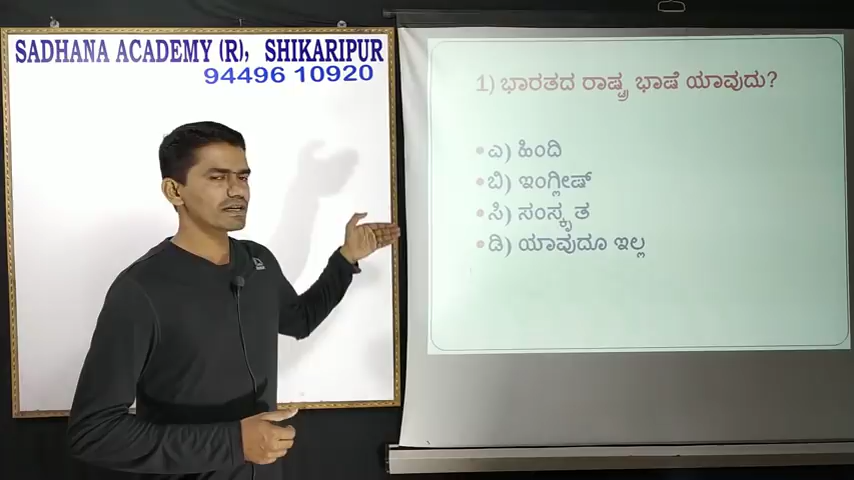 SADHANA ACADEMY (R), SHIKARIPUR
94496 10920
1) ಭಾರತದ ರಾಷ್ಟ್ರ ಭಾಷೆ ಯಾವುದು?
• ಎ) ಹಿಂದಿ
• ಬಿ) ಇಂಗ್ಲೀಷ್
• ಸಿ) ಸಂಸ್ಕೃತ
• ಡಿ) ಯಾವುದೂ ಇಲ್ಲ